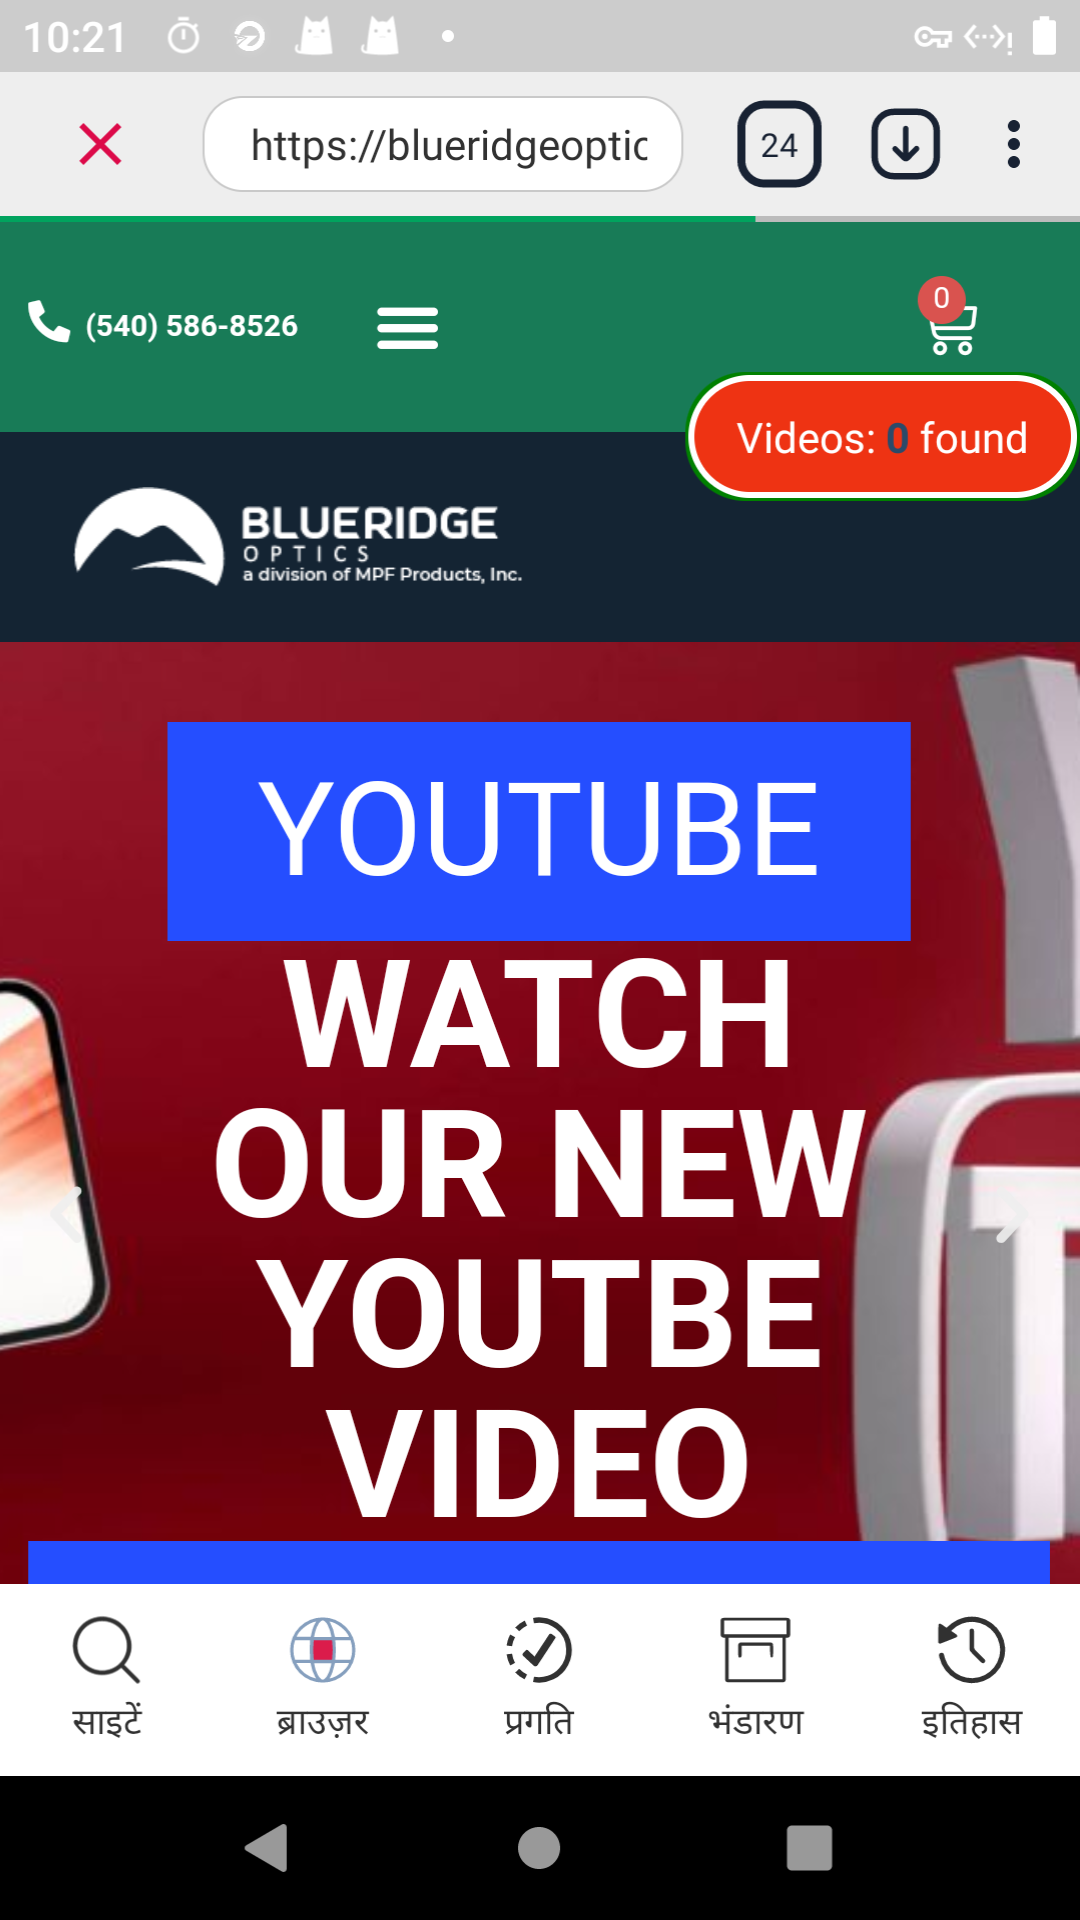 10:21
https://blueridgeoptic
24
(540) 586-8526
0
Videos: 0 found
BLUERIDGE
OPTICS
a division of MPF Products, Inc.
YOUTUBE
WATCH
OUR NEW
YOUTBE
VIDEO
साइटें
ब्राउज़र
प्रगति
भंडारण
इतिहास